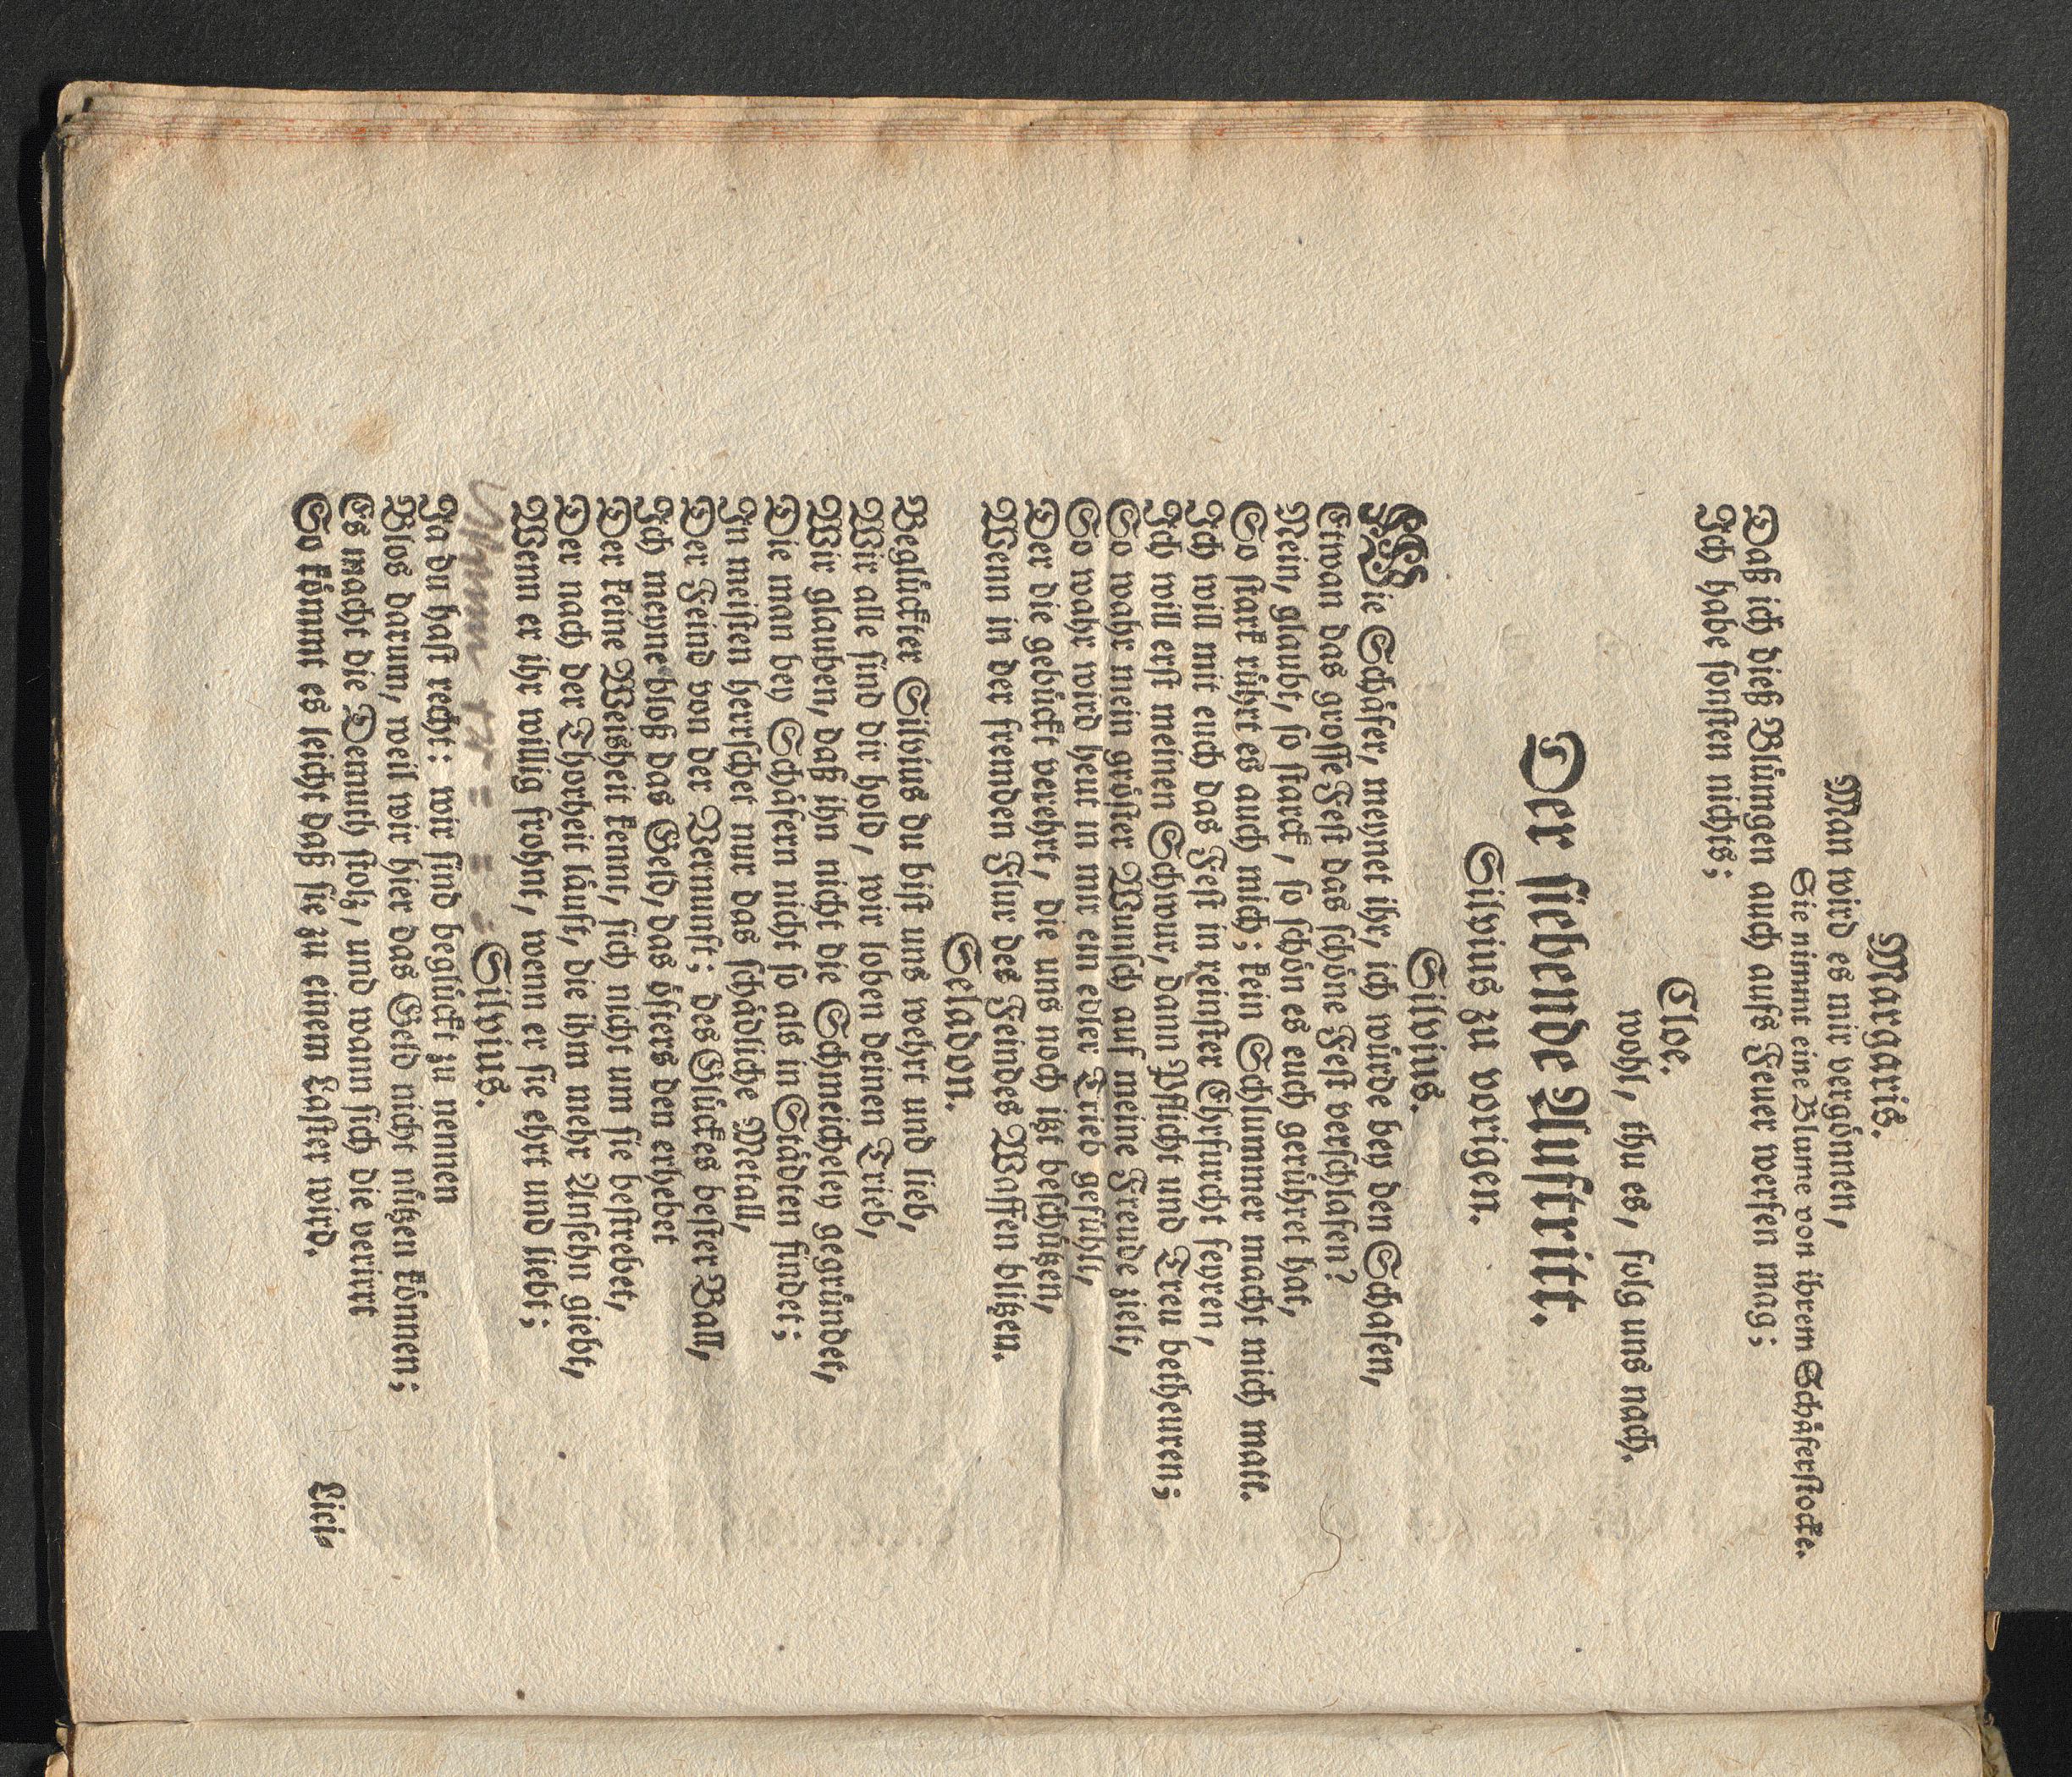 Margaris.
Man wird es mir vergönnen,
Sie nimmt eine Blume von ihrem Schäferstocke.
Daß ich dieß Blümgen auch aufs Feuer werfen mag;
Ich habe sonsten nichts;
Cloe.
wohl, thu es, folg uns nach.
Der siebende Auftritt.
Silvius zu vorigen.
Silvius.
Wie Schäfer, meynet ihr, ich würde bey den Schafen,
Etwan das grosse Fest das schöne Fest verschlafen?
Nein, glaubt, so starck, so schön es euch gerühret hat,
So stark rührt es auch mich; kein Schlummer macht mich matt.
Ich will mit euch das Fest in reinster Ehrfurcht feyren,
Ich will erst meinen Schwur, dann Pflicht und Treu betheuren;
So wahr mein gröster Wunsch auf meine Freude zielt,
So wahr wird heut in mir ein edler Trieb gefühlt,
Der die gebückt verehrt, die uns noch itzt beschützen,
Wenn in der fremden Flur des Feindes Waffen blitzen.
Seladon.
Beglückter Silvius du bist uns wehrt und lieb,
Wir alle sind dir hold, wir loben deinen Trieb,
Wir glauben, daß ihn nicht die Schmeicheley gegründet,
Die man bey Schäfern nicht so als in Städten findet;
In meisten herrschet nur das schädliche Metall,
Der Feind von der Vernunft; des Glückes bester Ball,
Ich meyne bloß das Geld, das öfters den erhebet
Der keine Weisheit kennt, sich nicht um sie bestrebet,
Der nach der Thorheit läuft, die ihm mehr Ansehn giebt,
Wenn er ihr willig frohnt, wenn er sie ehrt und liebt;
Silvius.
Ja du hast recht: wir sind beglückt zu nennen
Blos darum, weil wir hier das Geld nicht nützen können;
Es macht die Demuth stolz, und wann sich die verirrt
So kömmt es leicht daß sie zu einem Laster wird.
Lici-